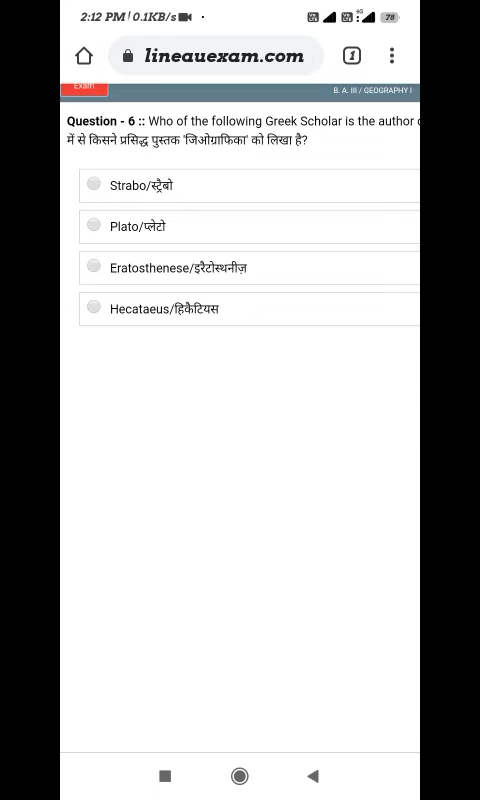 2:12 PM | 0.1KB/s
4G
78
lineauexam.com
1
Exam
B. A. III / GEOGRAPHY I
Question - 6 :: Who of the following Greek Scholar is the author
में से किसने प्रसिद्ध पुस्तक 'जिओग्राफिका' को लिखा है?
Strabo/स्ट्रैबो
Plato/प्लेटो
Eratosthenese/इरैटोस्थनीज़
Hecataeus/हिकैटियस